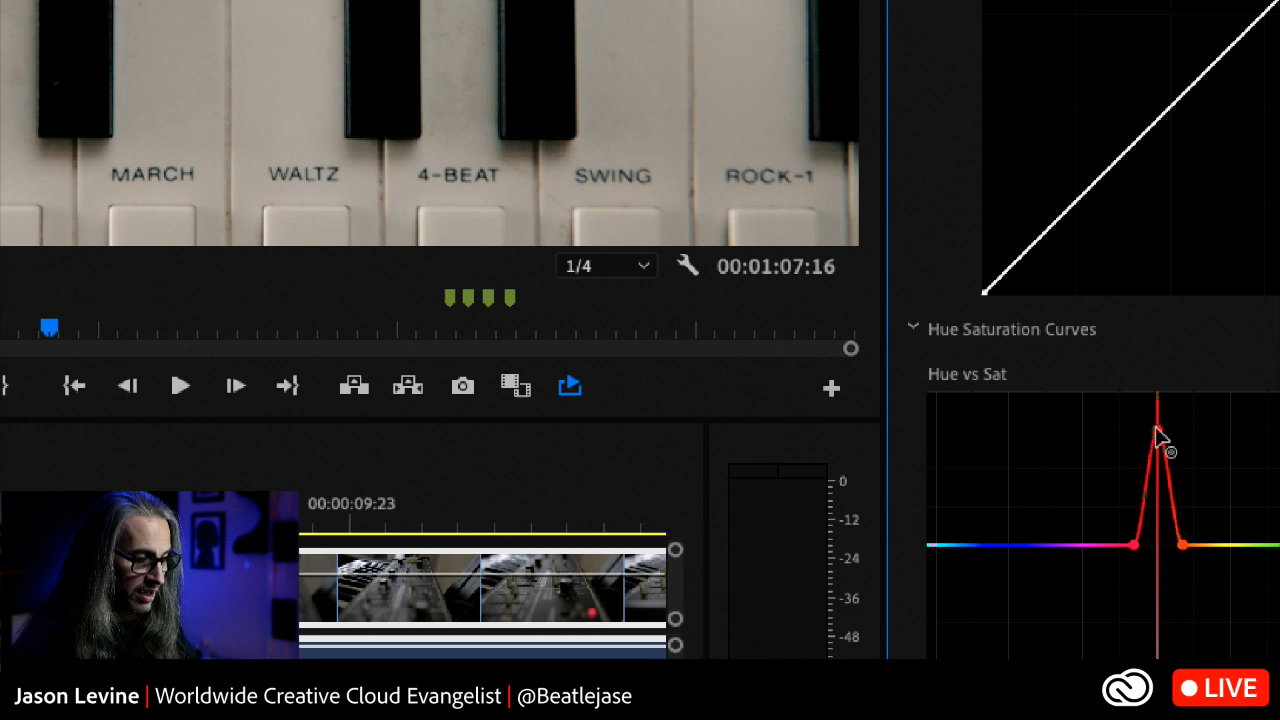 MARCH WALTZ 4-BEAT SWING ROCK-1
1/4 00:01:07:16
Hue Saturation Curves
Hue vs Sat
00:00:09:23
0
-12
-24
-36
-48
Jason Levine | Worldwide Creative Cloud Evangelist | @Beatlejase
LIVE